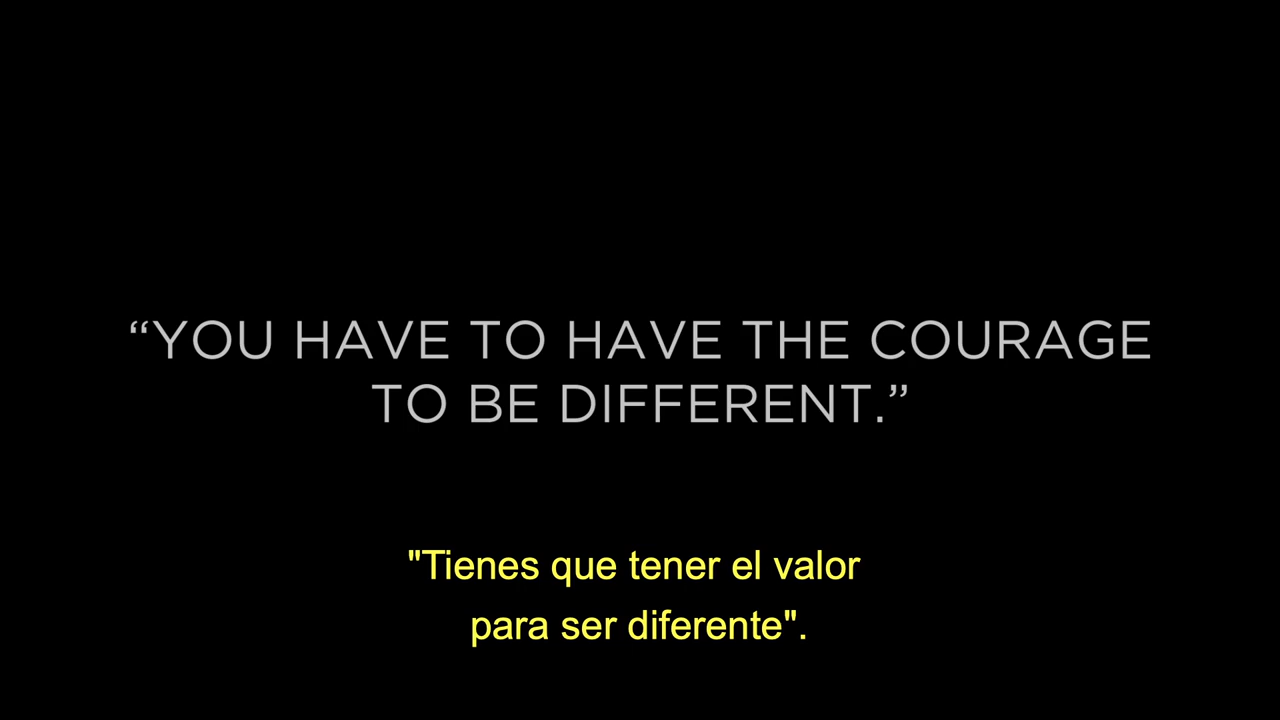 “YOU HAVE TO HAVE THE COURAGE
TO BE DIFFERENT.”
"Tienes que tener el valor
para ser diferente".